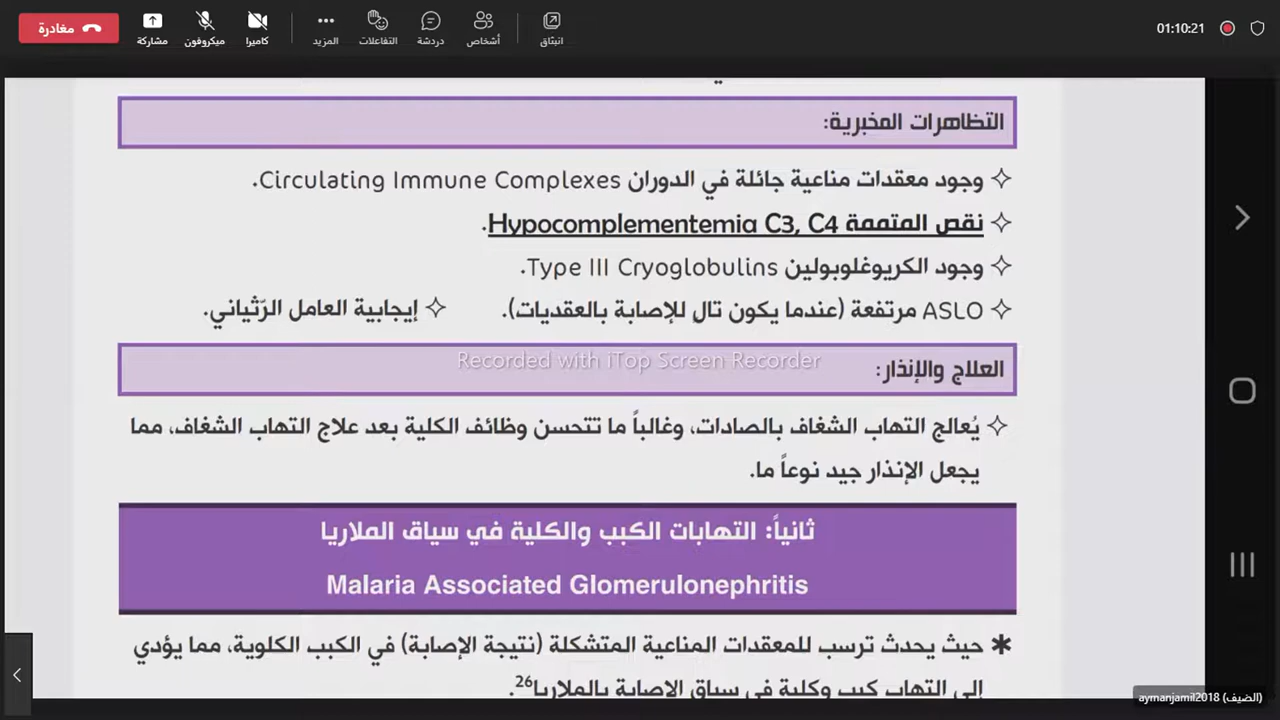 مغادرة
مشاركة
ميكروفون
كاميرا
المزيد
التفاعلات
دردشة
أشخاص
انبثاق
01:10:21
التظاهرات المخبرية:
وجود معقدات مناعية جائلة في الدوران Circulating Immune Complexes.
نقص المتممة Hypocomplementemia C3, C4.
وجود الكريوغلوبولين Type III Cryoglobulins.
ASLO مرتفعة (عندما يكون تالٍ للإصابة بالعقديات). إيجابية العامل الرّثياني.
Recorded with iTop Screen Recorder
العلاج والإنذار:
يُعالج التهاب الشغاف بالصادات، وغالباً ما تتحسن وظائف الكلية بعد علاج التهاب الشغاف، مما
يجعل الإنذار جيد نوعاً ما.
ثانياً: التهابات الكبب والكلية في سياق الملاريا
Malaria Associated Glomerulonephritis
حيث يحدث ترسب للمعقدات المناعية المتشكلة (نتيجة الإصابة) في الكبب الكلوية، مما يؤدي
إلى التهاب كبب وكلية في سياق الإصابة بالملاريا26.
aymanjamil2018 (الضيف)